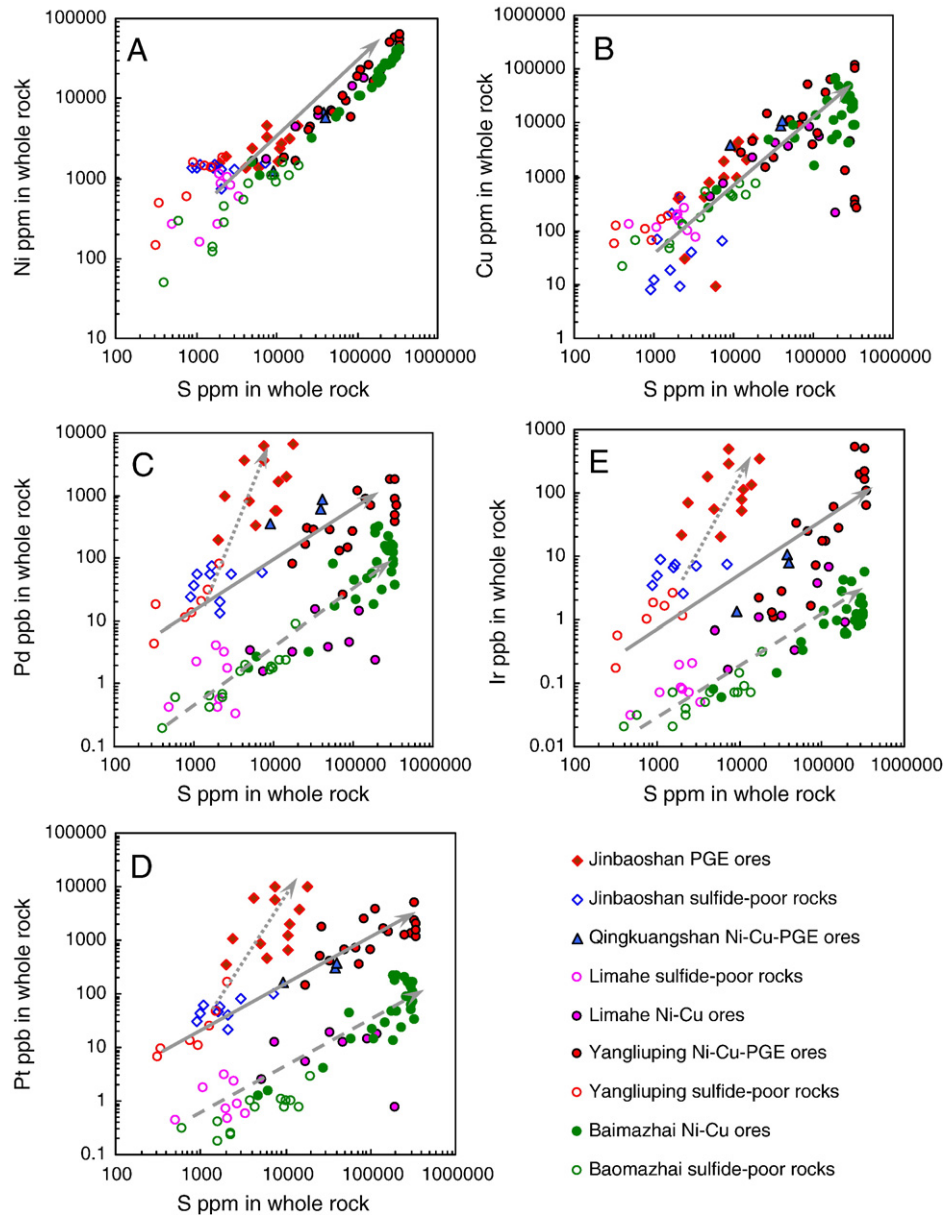 A
Ni ppm in whole rock
100000
10000
1000
100
10
100 1000 10000 100000 1000000
S ppm in whole rock
B
Cu ppm in whole rock
1000000
100000
10000
1000
100
10
1
100 1000 10000 100000 1000000
S ppm in whole rock
C
Pd ppb in whole rock
10000
1000
100
10
1
0.1
100 1000 10000 100000 1000000
S ppm in whole rock
E
Ir ppb in whole rock
1000
100
10
1
0.1
0.01
100 1000 10000 100000 1000000
S ppm in whole rock
D
Pt ppb in whole rock
100000
10000
1000
100
10
1
0.1
100 1000 10000 100000 1000000
S ppm in whole rock
Jinbaoshan PGE ores
Jinbaoshan sulfide-poor rocks
Qingkuangshan Ni-Cu-PGE ores
Limahe sulfide-poor rocks
Limahe Ni-Cu ores
Yangliuping Ni-Cu-PGE ores
Yangliuping sulfide-poor rocks
Baimazhai Ni-Cu ores
Baomazhai sulfide-poor rocks